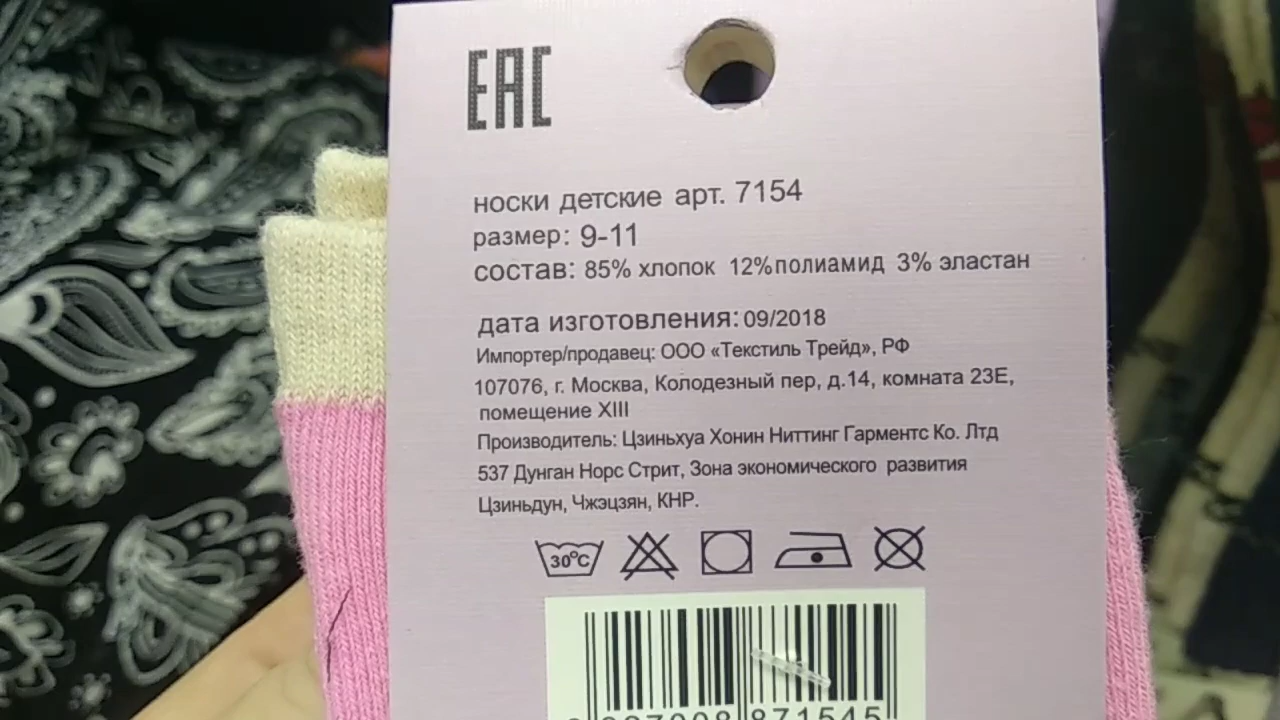 ЕАС
носки детские арт. 7154
размер: 9-11
состав: 85% хлопок 12%полиамид 3% эластан
дата изготовления: 09/2018
Импортер/продавец: ООО «Текстиль Трейд», РФ
107076, г. Москва, Колодезный пер, д.14, комната 23Е,
помещение XIII
Производитель: Цзиньхуа Хонин Ниттинг Гарментс Ко. Лтд
537 Дунган Норс Стрит, Зона экономического развития
Цзиньдун, Чжэцзян, КНР.
30°C
871545